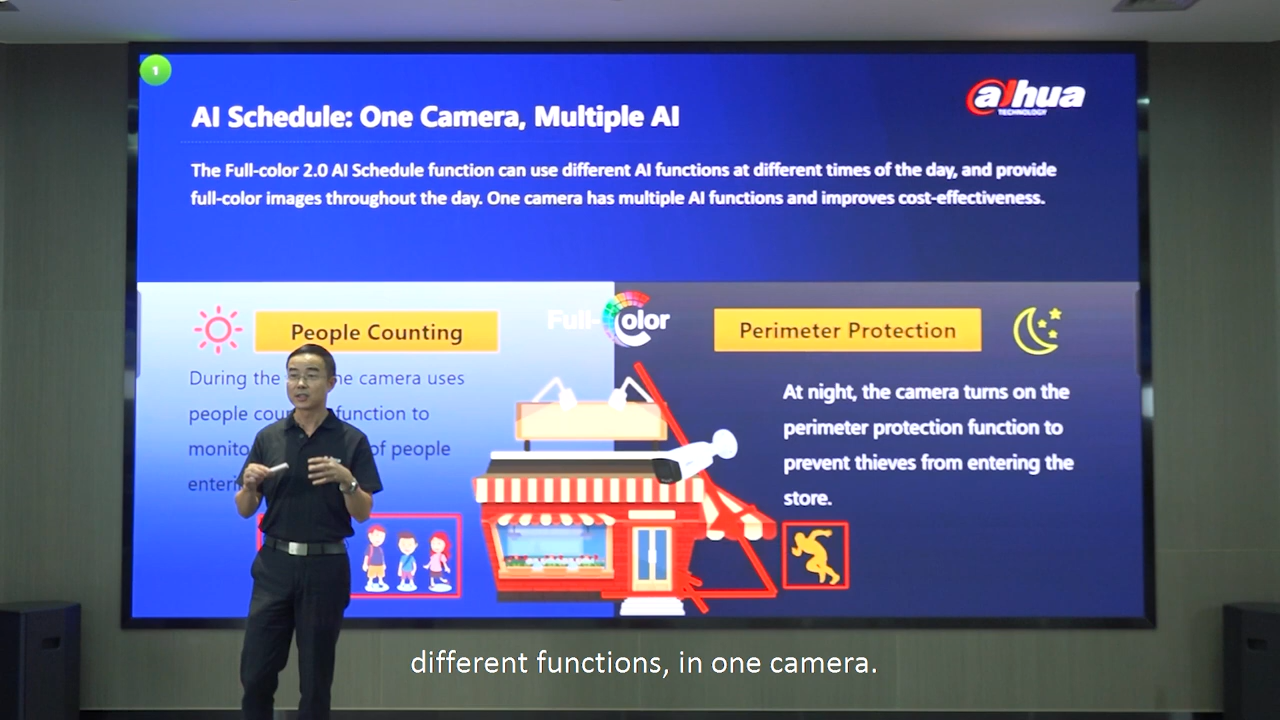 1
AI Schedule: One Camera, Multiple AI
alhua
TECHNOLOGY
The Full-color 2.0 AI Schedule function can use different AI functions at different times of the day, and provide
full-color images throughout the day. One camera has multiple AI functions and improves cost-effectiveness.
People Counting
Full-Color
Perimeter Protection
During the camera uses
people function to
of people
At night, the camera turns on the
perimeter protection function to
prevent thieves from entering the
store.
different functions, in one camera.